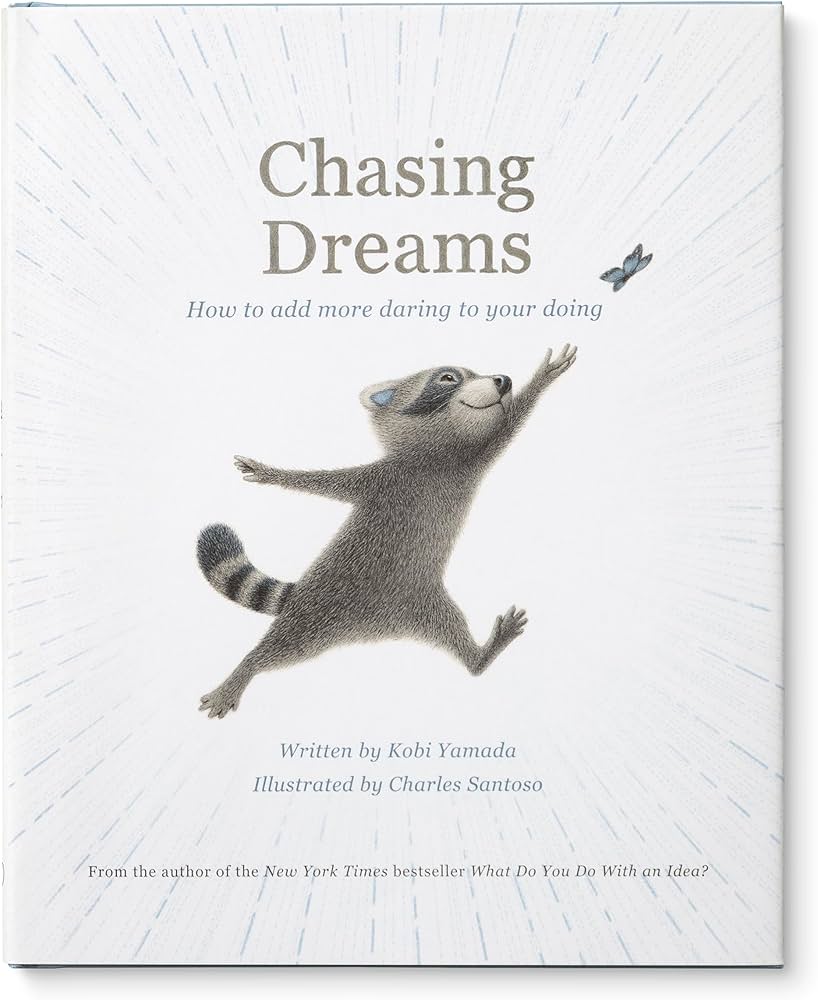 Chasing
Dreams
How to add more daring to your doing
Written by Kobi Yamada
Illustrated by Charles Santoso
From the author of the New York Times bestseller What Do You Do With an Idea?